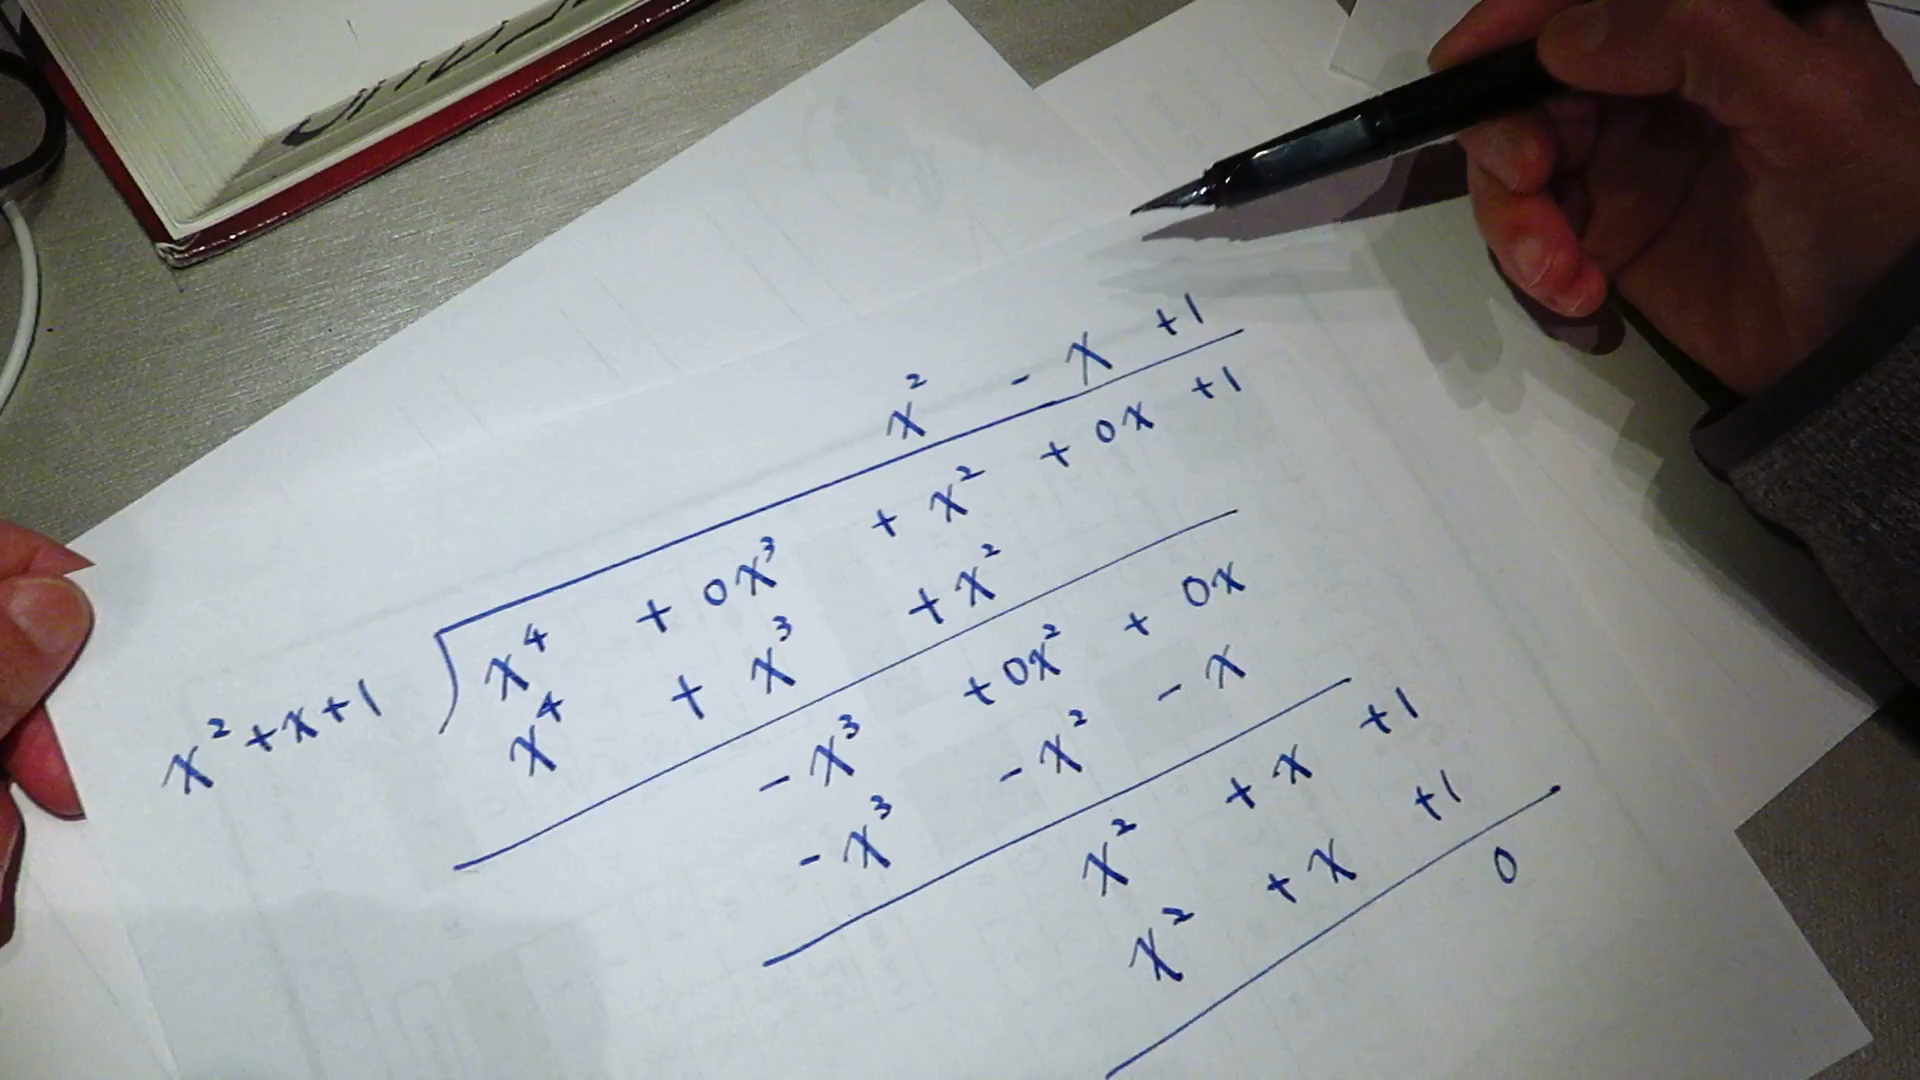 x² - x +1
x²+x+1 x⁴ + 0x³ + x² + 0x +1
x⁴ + x³ + x²
- x³ + 0x² + 0x
- x³ - x² - x
x² + x +1
x² + x +1
0